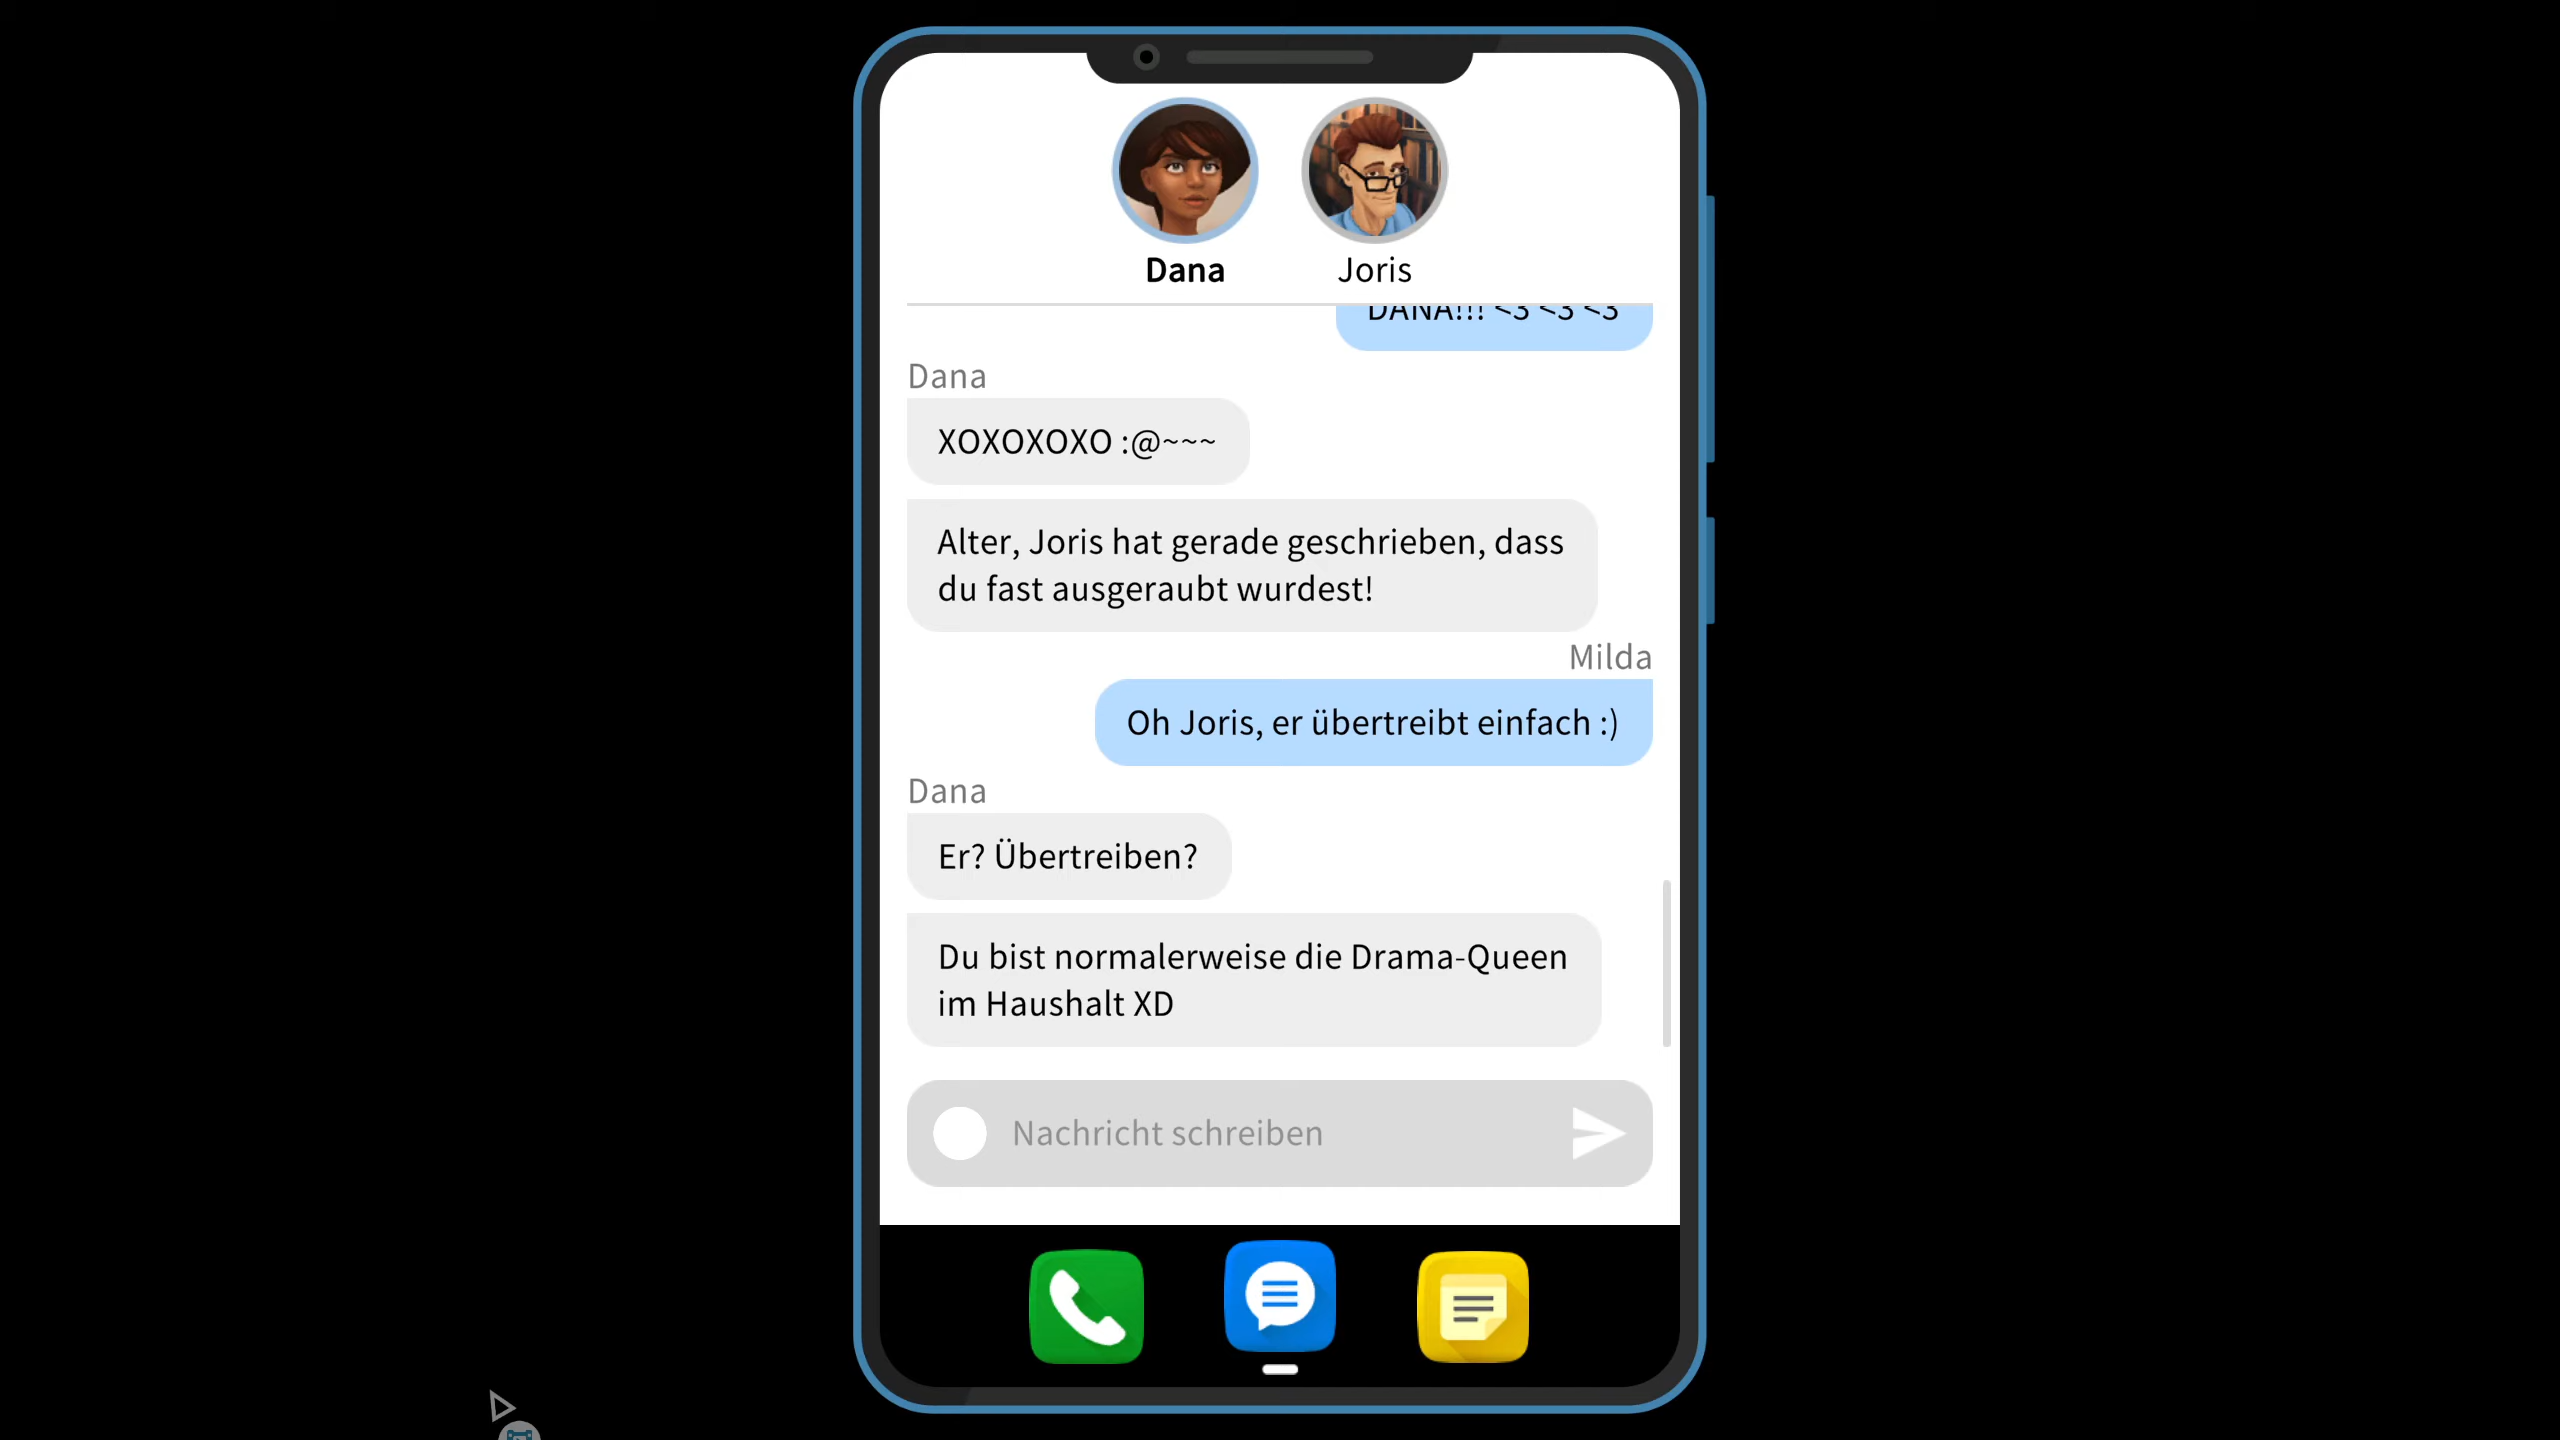 Dana
Joris
DANA!!! <3 <3 <3
Dana
XOXOXOXO :@~~~
Alter, Joris hat gerade geschrieben, dass
du fast ausgeraubt wurdest!
Milda
Oh Joris, er übertreibt einfach :)
Dana
Er? Übertreiben?
Du bist normalerweise die Drama-Queen
im Haushalt XD
Nachricht schreiben